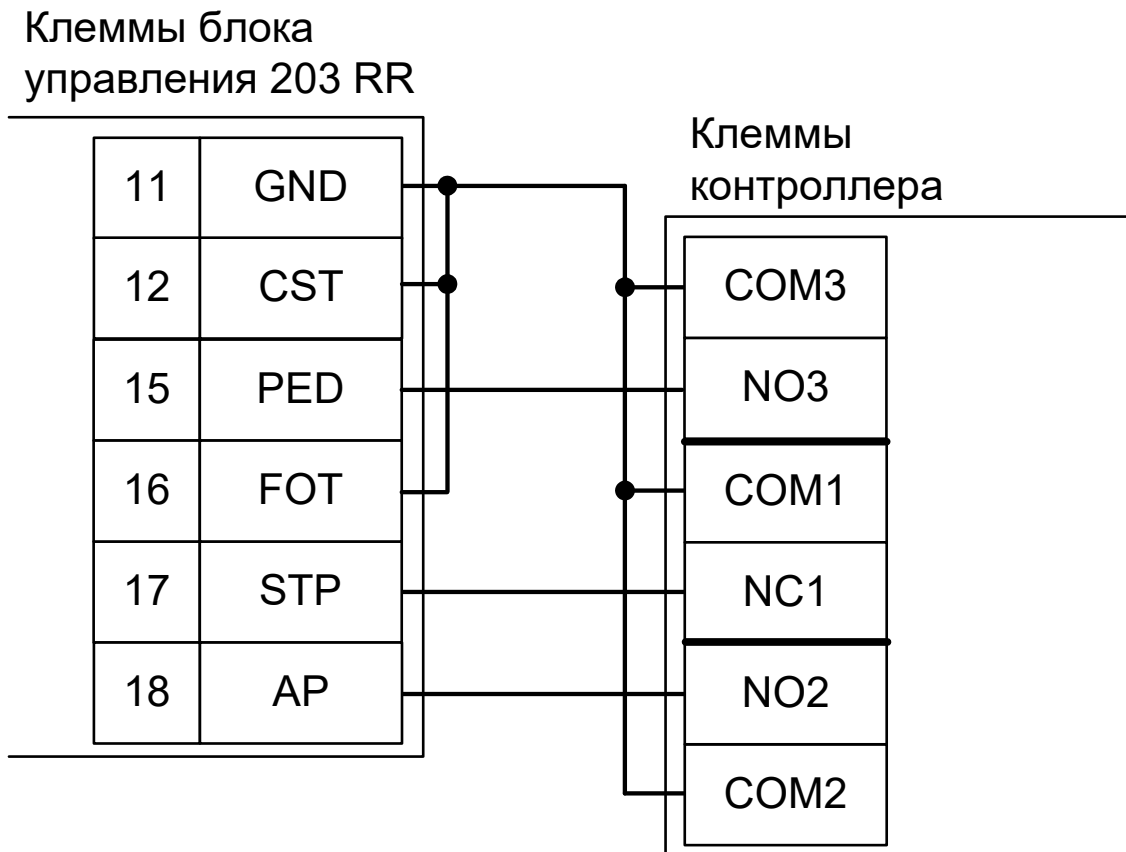 Клеммы блока
управления 203 RR
11 GND
12 CST
15 PED
16 FOT
17 STP
18 AP
Клеммы
контроллера
COM3
NO3
COM1
NC1
NO2
COM2